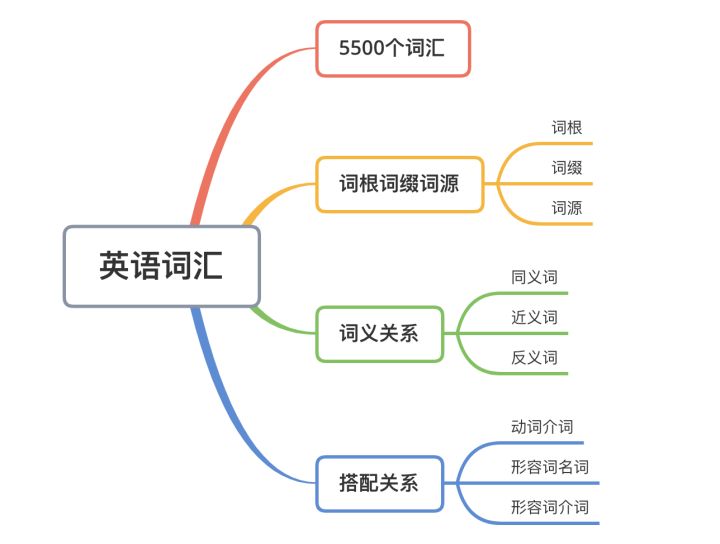 英语词汇
5500个词汇
词根词缀词源
词根
词缀
词源
词义关系
同义词
近义词
反义词
搭配关系
动词介词
形容词名词
形容词介词